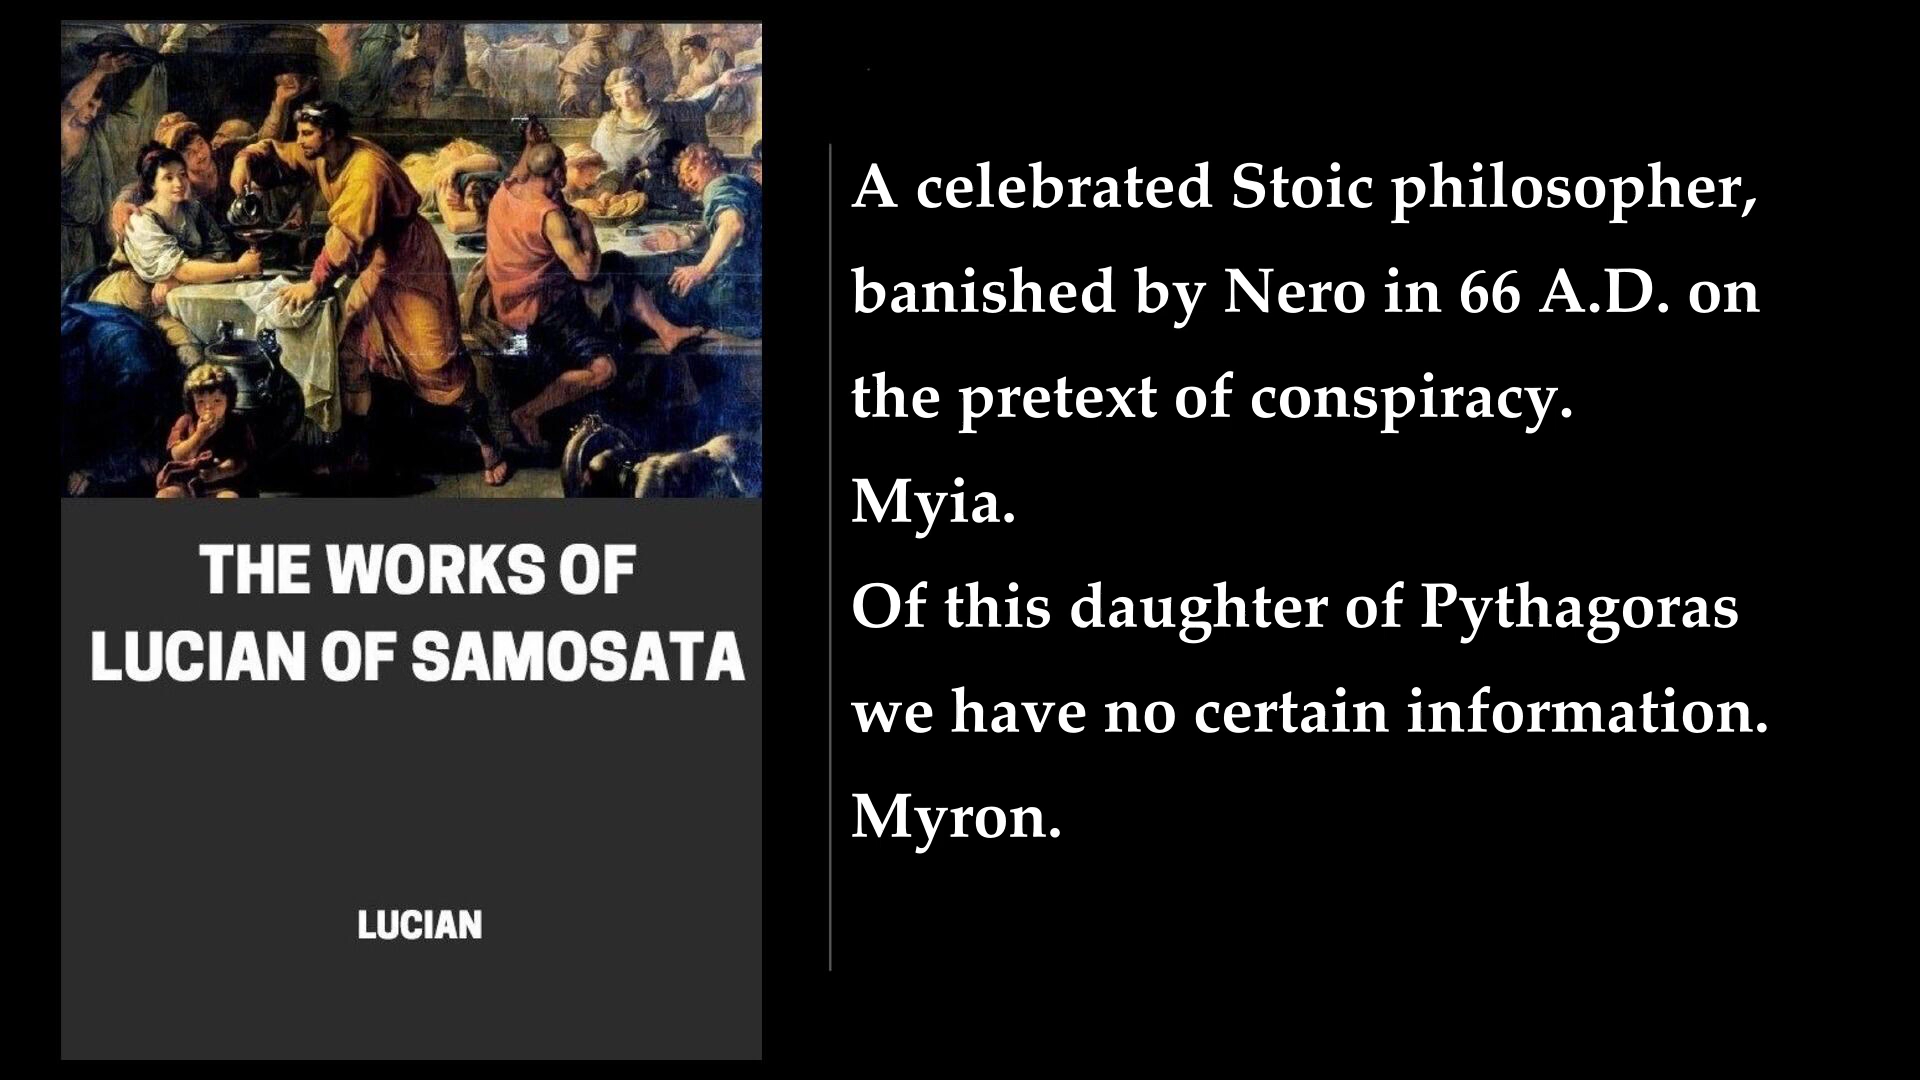 THE WORKS OF
LUCIAN OF SAMOSATA
LUCIAN
A celebrated Stoic philosopher,
banished by Nero in 66 A.D. on
the pretext of conspiracy.
Myia.
Of this daughter of Pythagoras
we have no certain information.
Myron.